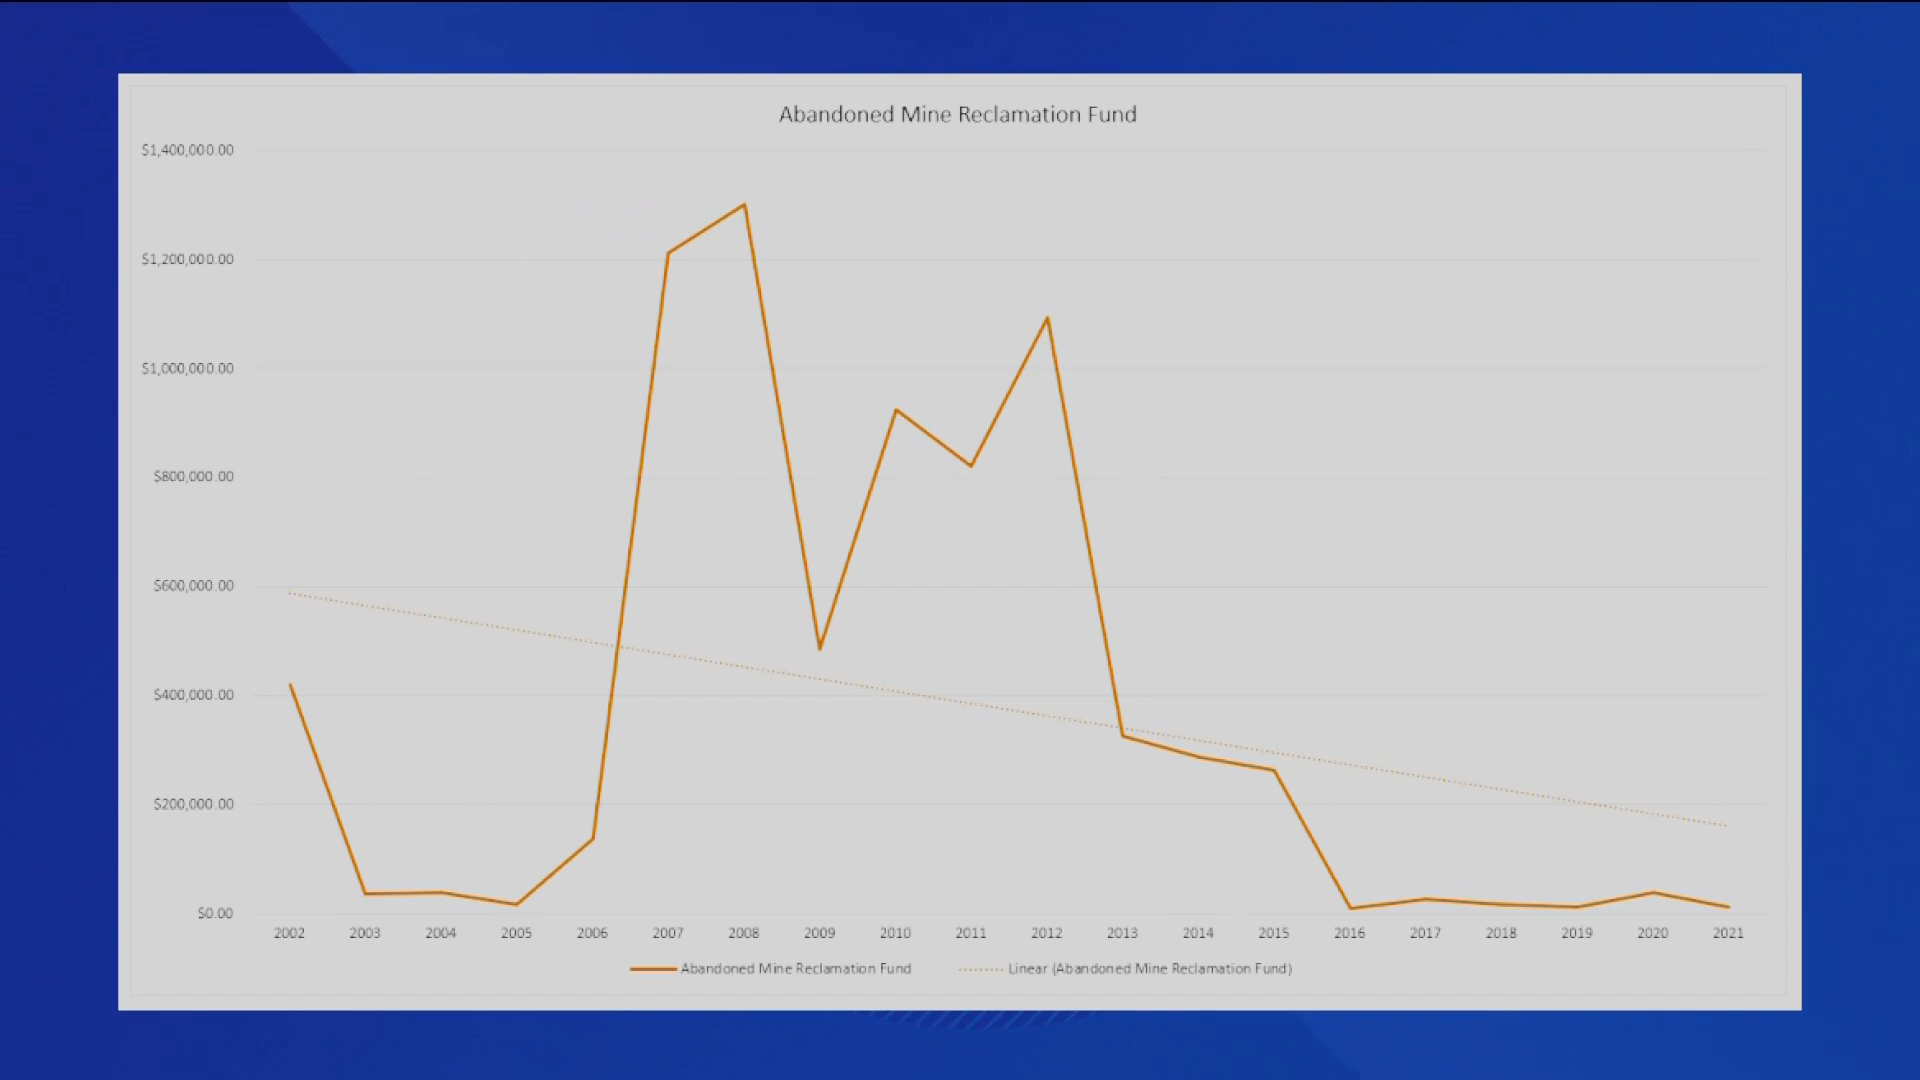 Abandoned Mine Reclamation Fund
$1,400,000.00
$1,200,000.00
$1,000,000.00
$800,000.00
$600,000.00
$400,000.00
$200,000.00
$0.00
2002 2003 2004 2005 2006 2007 2008 2009 2010 2011 2012 2013 2014 2015 2016 2017 2018 2019 2020 2021
Abandoned Mine Reclamation Fund Linear (Abandoned Mine Reclamation Fund)